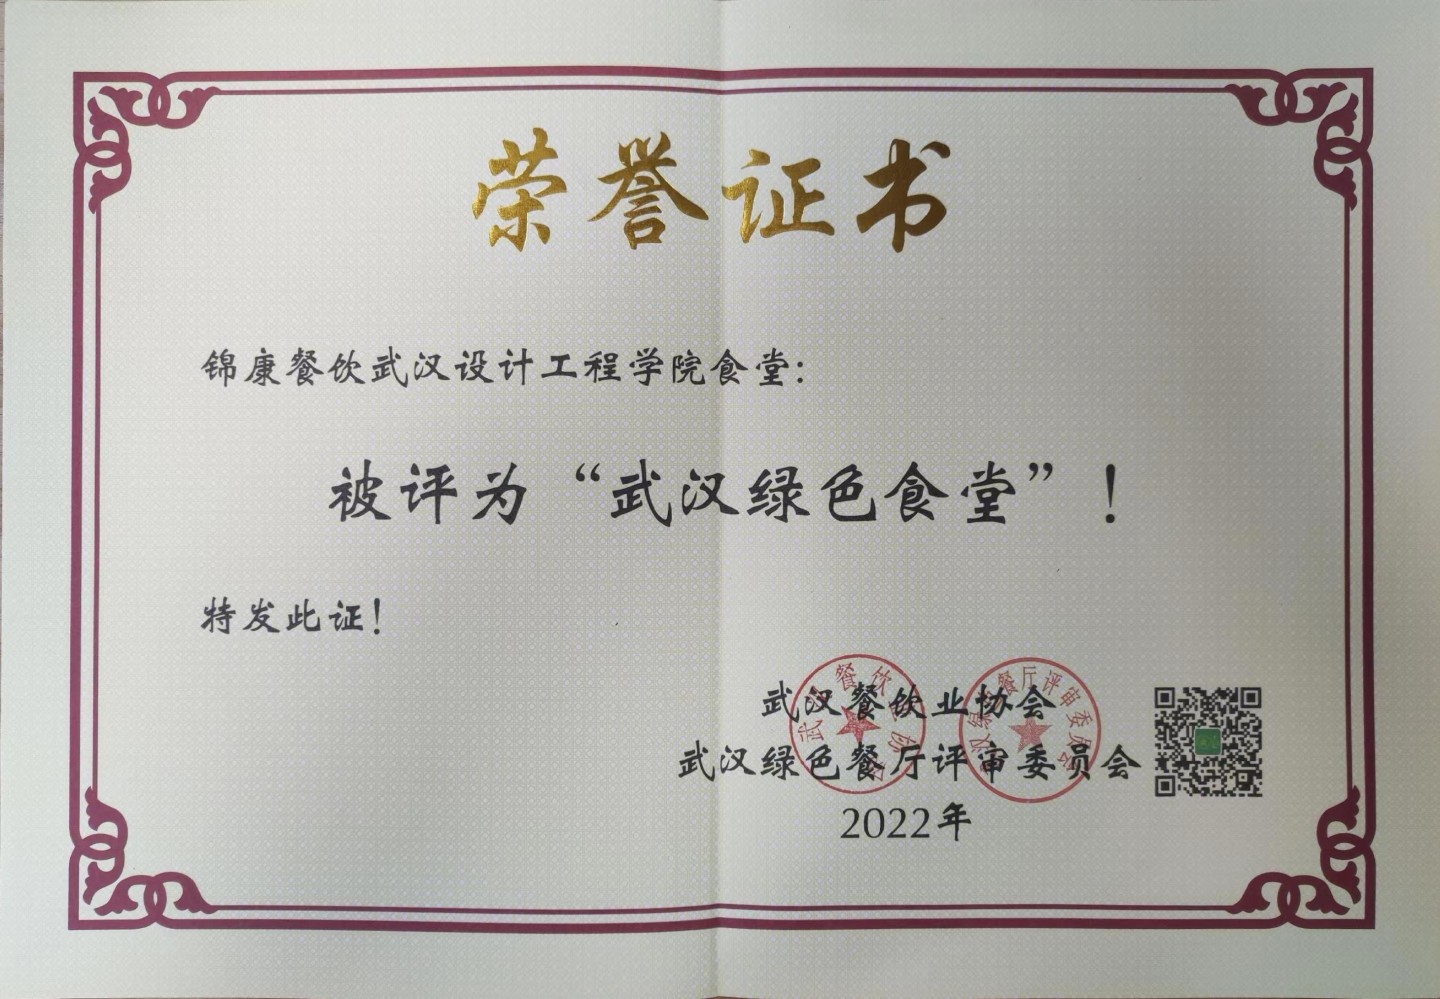 荣誉证书
锦康餐饮武汉设计工程学院食堂：
被评为“武汉绿色食堂”！
特发此证！
武汉餐饮业协会
武汉绿色餐厅评审委员会
2022年